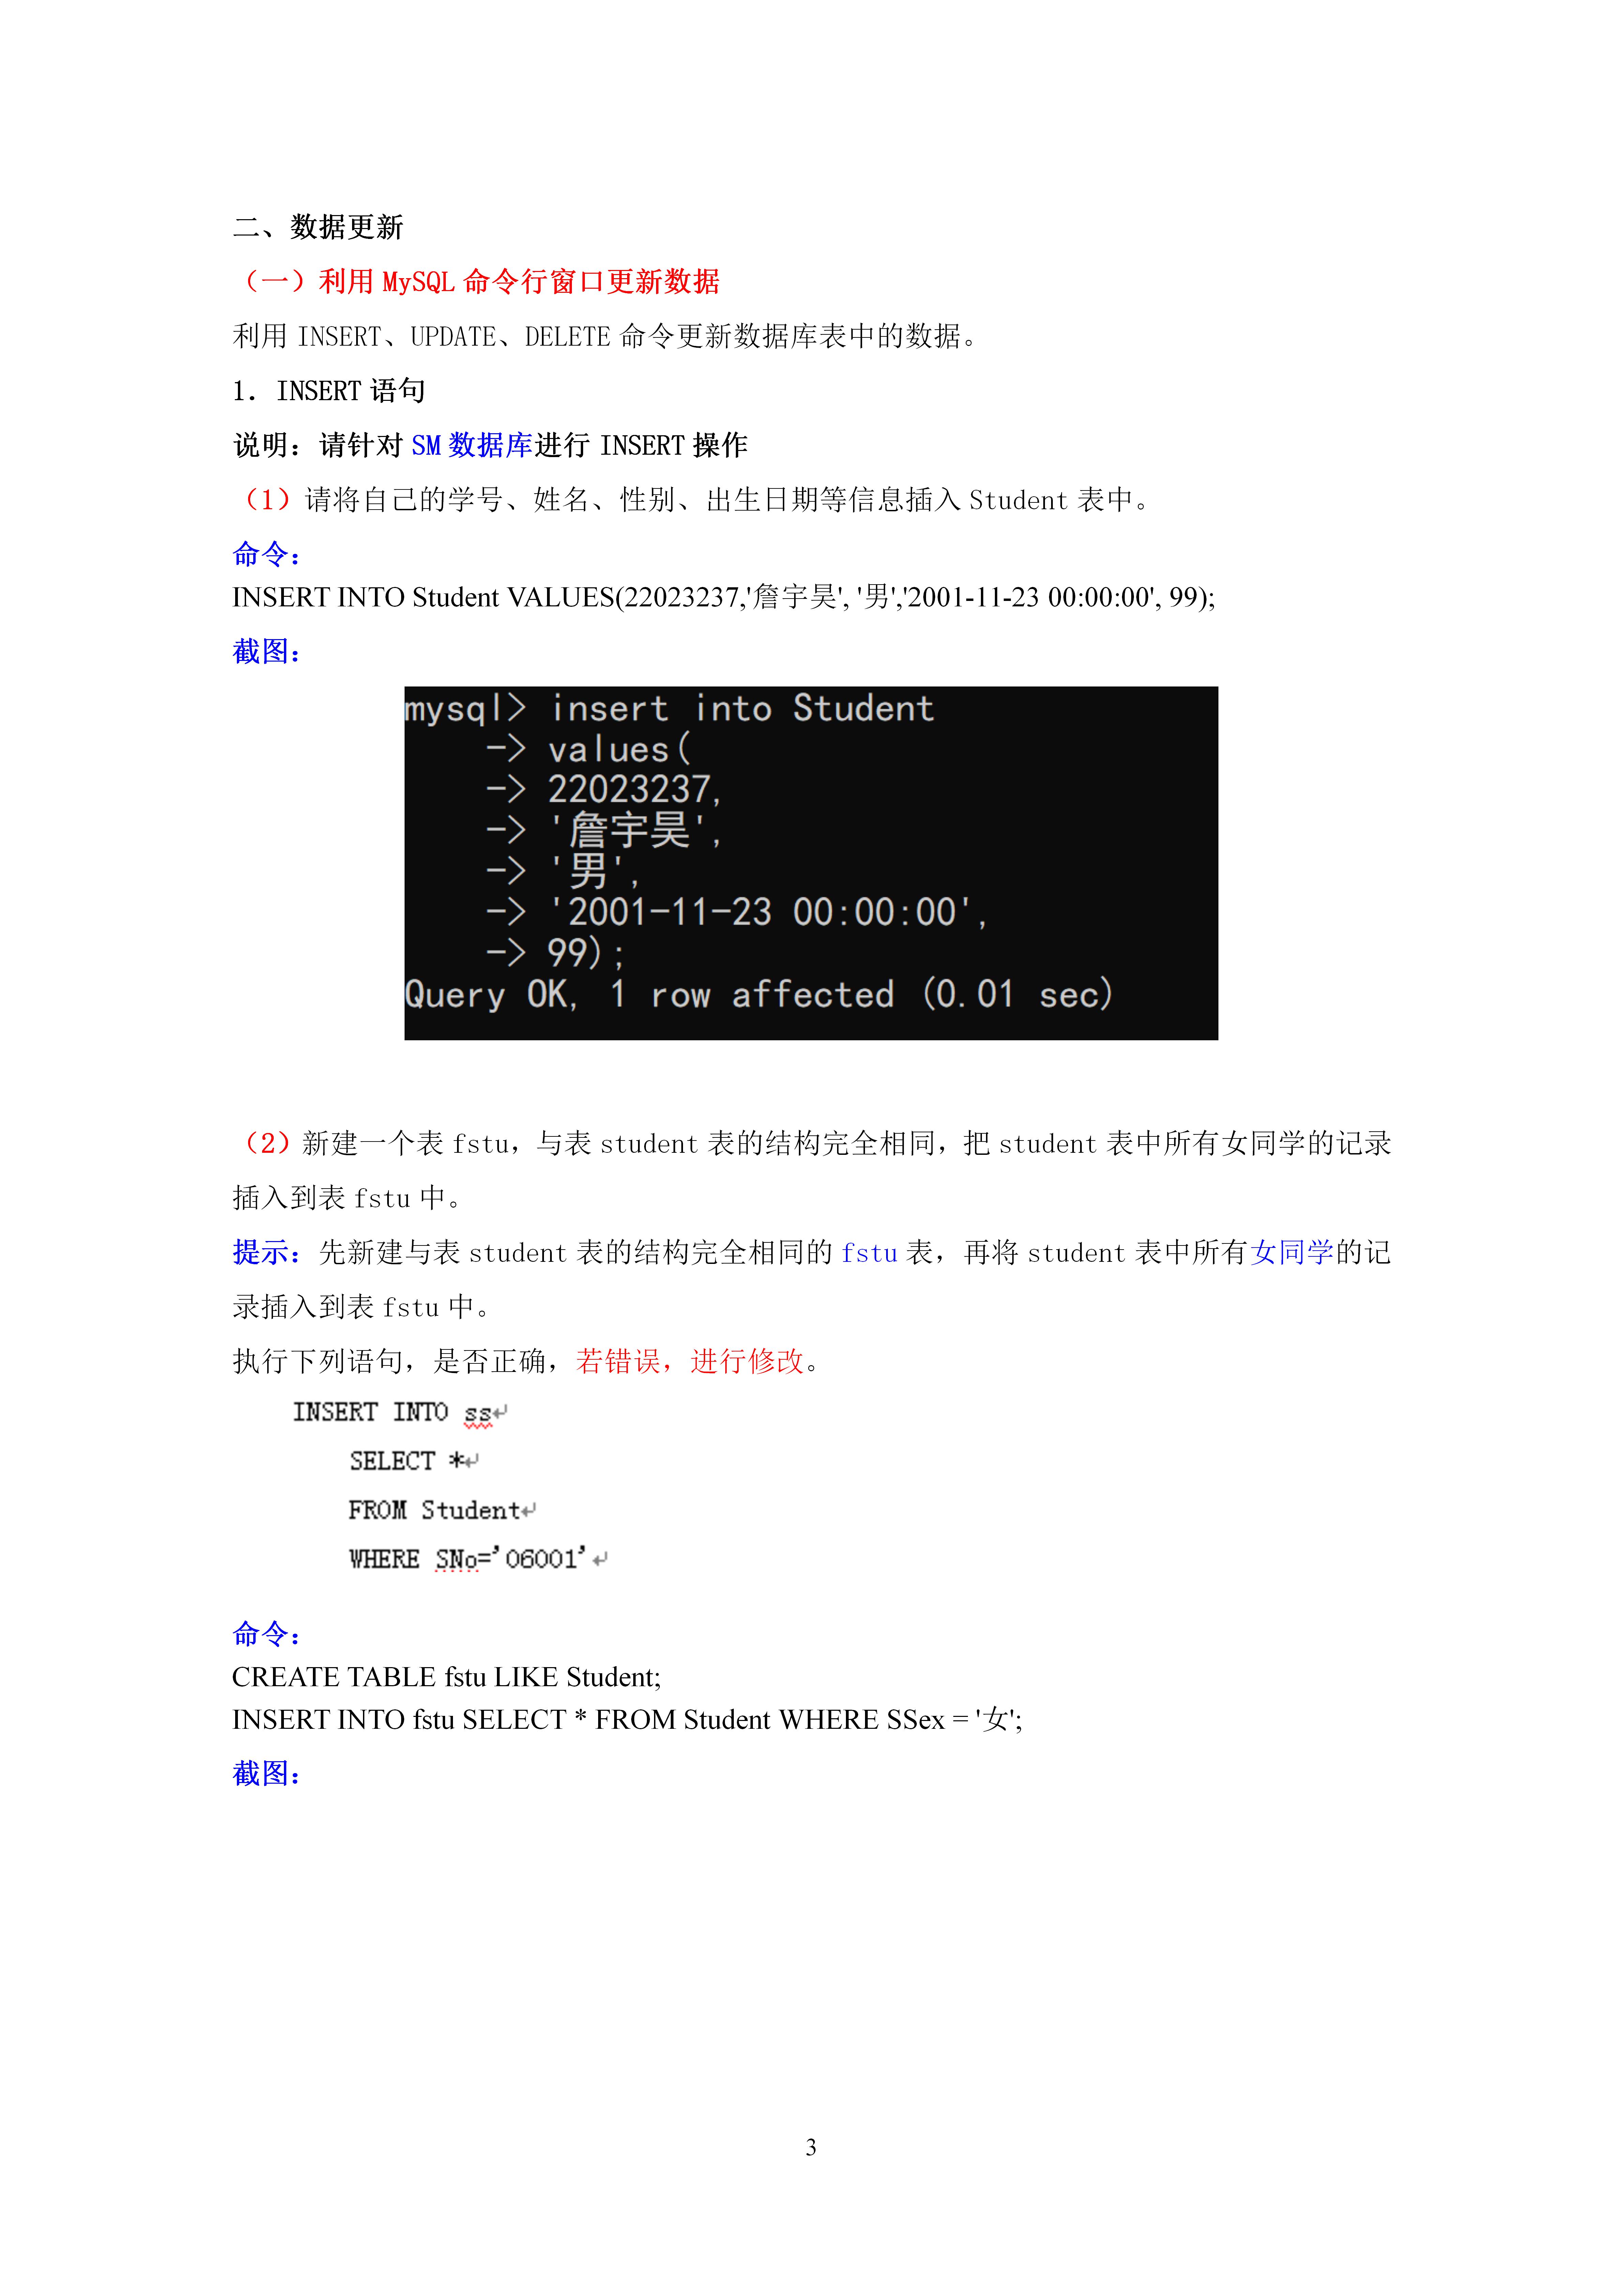 二、数据更新
（一）利用 MySQL 命令行窗口更新数据
利用 INSERT、UPDATE、DELETE 命令更新数据库表中的数据。
1. INSERT 语句
说明：请针对 SM 数据库进行 INSERT 操作
（1）请将自己的学号、姓名、性别、出生日期等信息插入 Student 表中。
命令：
INSERT INTO Student VALUES(22023237,'詹宇昊', '男','2001-11-23 00:00:00', 99);
截图：
mysql> insert into Student
-> values(
-> 22023237,
-> '詹宇昊',
-> '男',
-> '2001-11-23 00:00:00',
-> 99);
Query OK, 1 row affected (0.01 sec)
（2）新建一个表 fstu，与表 student 表的结构完全相同，把 student 表中所有女同学的记录
插入到表 fstu 中。
提示：先新建与表 student 表的结构完全相同的 fstu 表，再将 student 表中所有女同学的记
录插入到表 fstu 中。
执行下列语句，是否正确，若错误，进行修改。
INSERT INTO ss↵
SELECT *↵
FROM Student↵
WHERE SNo='06001'↵
命令：
CREATE TABLE fstu LIKE Student;
INSERT INTO fstu SELECT * FROM Student WHERE SSex = '女';
截图：
3